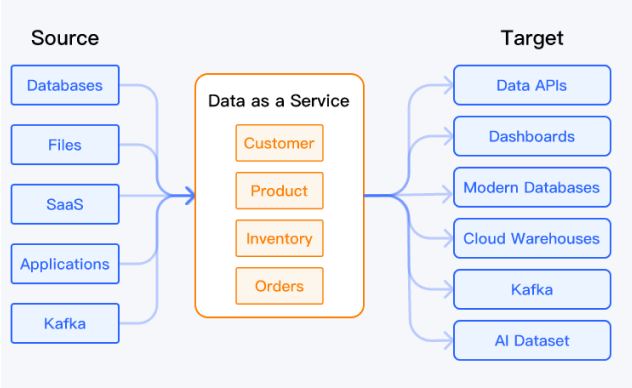 Source
Databases
Files
SaaS
Applications
Kafka
Data as a Service
Customer
Product
Inventory
Orders
Target
Data APIs
Dashboards
Modern Databases
Cloud Warehouses
Kafka
AI Dataset